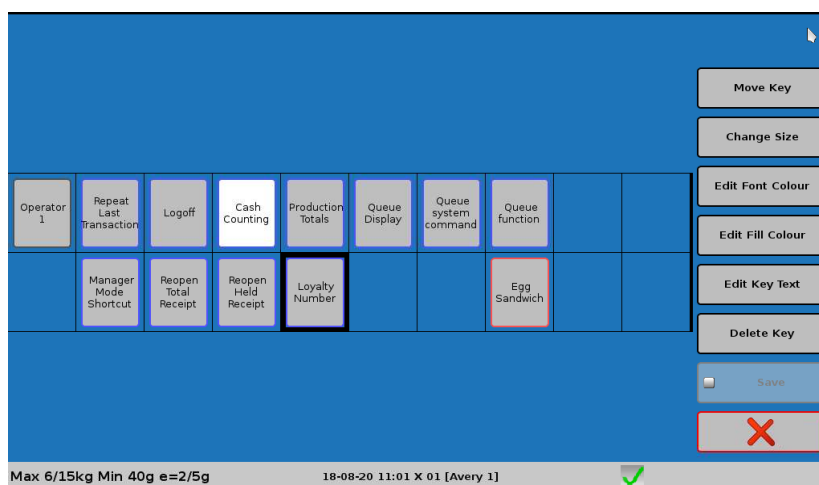 Move Key
Change Size
Operator
1
Repeat
Last
Transaction
Logoff
Cash
Counting
Production
Totals
Queue
Display
Queue
system
command
Queue
function
Edit Font Colour
Edit Fill Colour
Manager
Mode
Shortcut
Reopen
Total
Receipt
Reopen
Held
Receipt
Loyalty
Number
Egg
Sandwich
Edit Key Text
Delete Key
Save
Max 6/15kg Min 40g e=2/5g
18-08-20 11:01 X 01 [Avery 1]